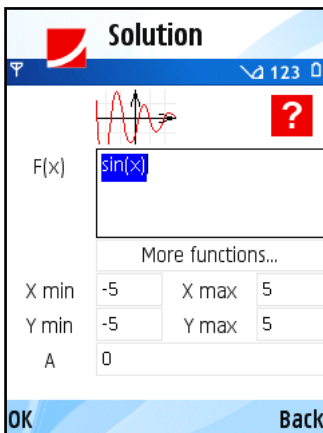 Solution
123
?
F(x) sin(x)
More functions...
X min -5 X max 5
Y min -5 Y max 5
A 0
OK Back